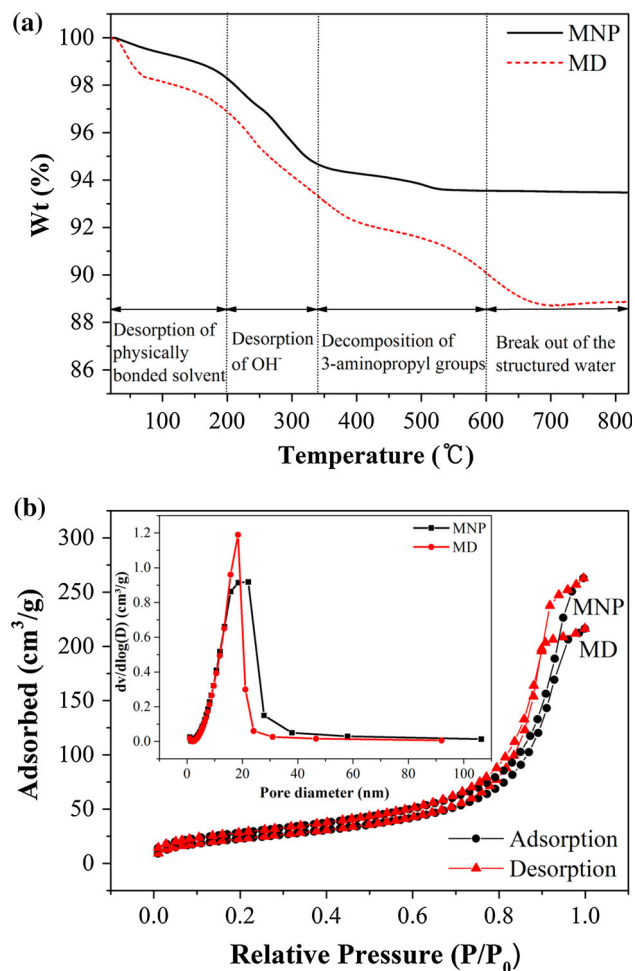 (a)
MNP
MD
100
98
96
94
92
90
88
86
Wt (%)
Desorption of
physically
bonded solvent
Desorption
of OH⁻
Decomposition of
3-aminopropyl groups
Break out of the
structured water
100 200 300 400 500 600 700 800
Temperature (℃)
(b)
MNP
MD
1.2
1.0
0.8
0.6
0.4
0.2
0.0
dv/dlog(D) (cm³/g)
0 20 40 60 80 100
Pore diameter (nm)
300
250
200
150
100
50
0
Adsorbed (cm³/g)
MNP
MD
Adsorption
Desorption
0.0 0.2 0.4 0.6 0.8 1.0
Relative Pressure (P/P₀)